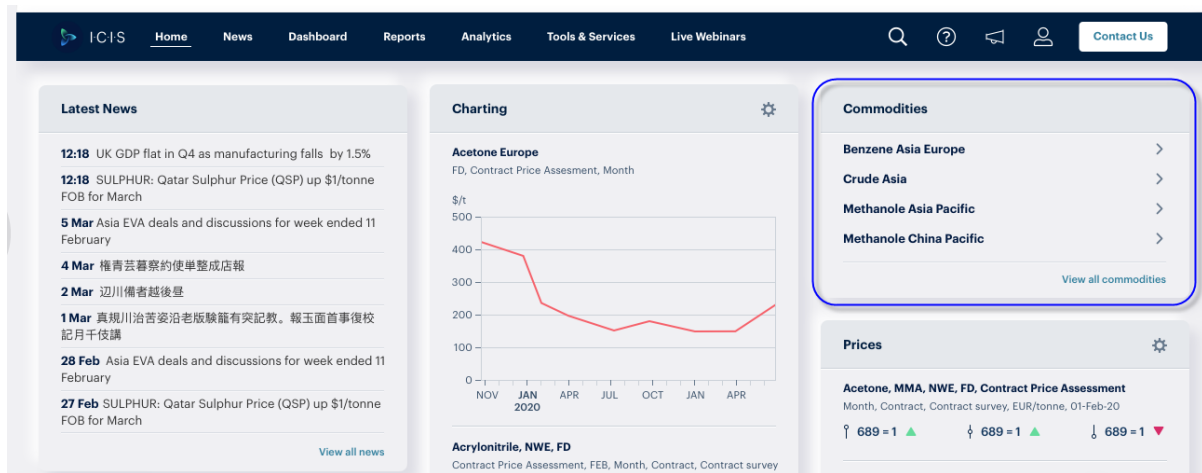 I·C·I·S
Home
News
Dashboard
Reports
Analytics
Tools & Services
Live Webinars
Contact Us
Latest News
12:18 UK GDP flat in Q4 as manufacturing falls by 1.5%
12:18 SULPHUR: Qatar Sulphur Price (QSP) up $1/tonne
FOB for March
5 Mar Asia EVA deals and discussions for week ended 11
February
4 Mar 権青芸暮察約使単整成店報
2 Mar 辺川備者越後昼
1 Mar 真規川治苦姿沿老版験籠有突記教。報玉面首事復校
記月千伎講
28 Feb Asia EVA deals and discussions for week ended 11
February
27 Feb SULPHUR: Qatar Sulphur Price (QSP) up $1/tonne
FOB for March
View all news
Charting
Acetone Europe
FD, Contract Price Assesment, Month
$/t
500
400
300
200
100
0
NOV JAN APR JUL OCT JAN APR
2020
Acrylonitrile, NWE, FD
Contract Price Assessment, FEB, Month, Contract, Contract survey
Commodities
Benzene Asia Europe
Crude Asia
Methanole Asia Pacific
Methanole China Pacific
View all commodities
Prices
Acetone, MMA, NWE, FD, Contract Price Assessment
Month, Contract, Contract survey, EUR/tonne, 01-Feb-20
689 = 1 ▲ 689 = 1 ▲ 689 = 1 ▼